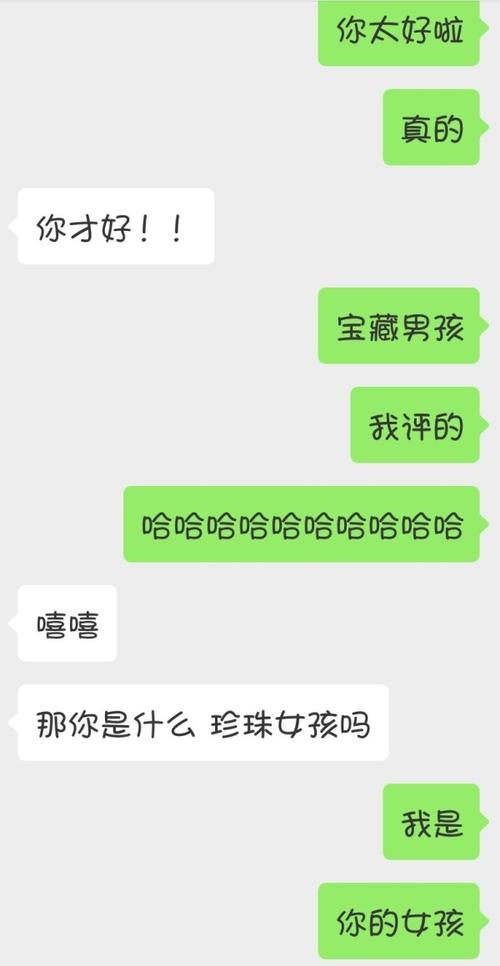 你太好啦
真的
你才好！！
宝藏男孩
我评的
哈哈哈哈哈哈哈哈哈哈
嘻嘻
那你是什么 珍珠女孩吗
我是
你的女孩